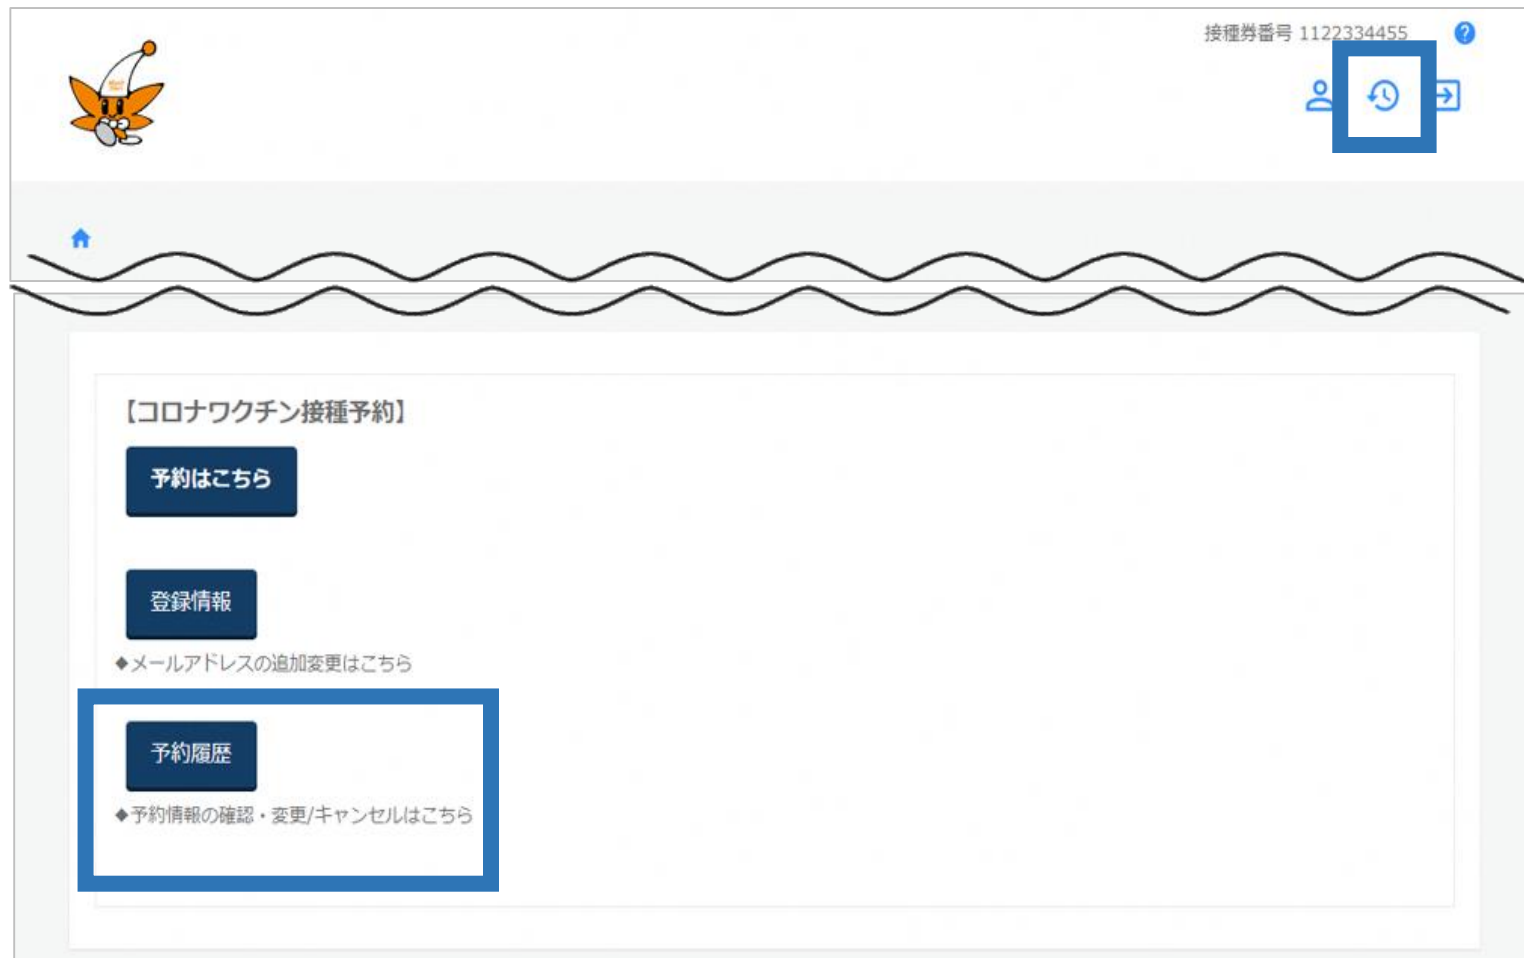 接種券番号 1122334455
【コロナワクチン接種予約】
予約はこちら
登録情報
◆メールアドレスの追加変更はこちら
予約履歴
◆予約情報の確認・変更/キャンセルはこちら